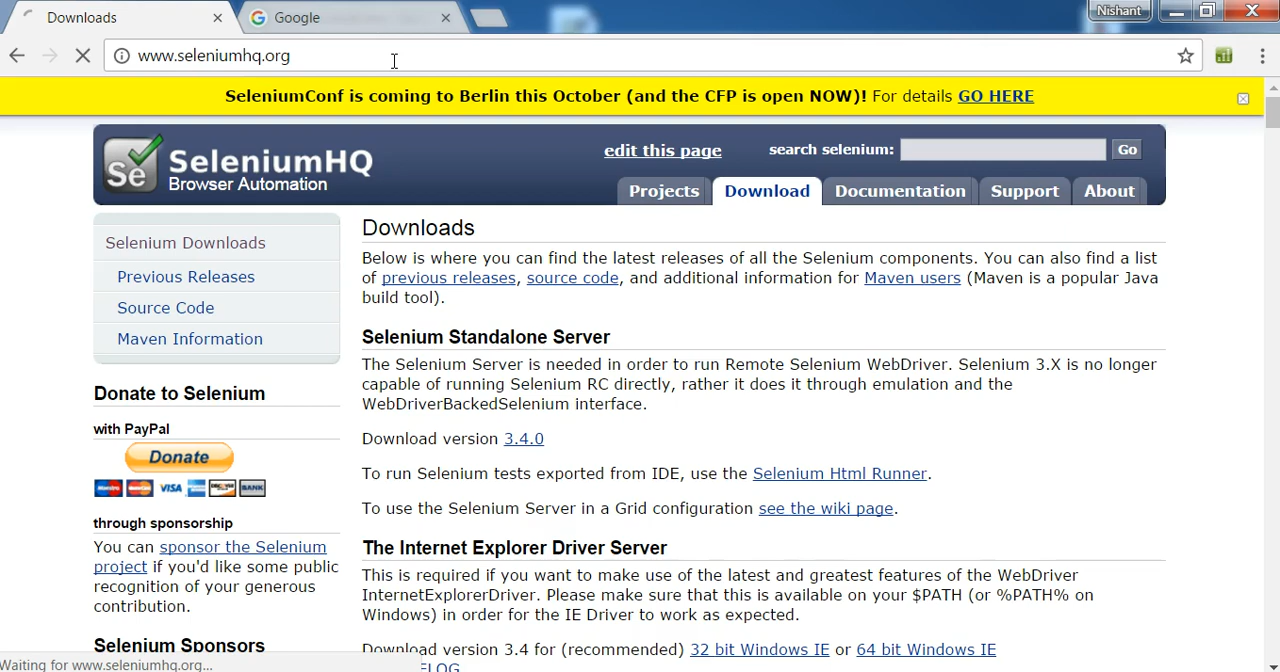 Downloads
Google
Nishant
www.seleniumhq.org
SeleniumConf is coming to Berlin this October (and the CFP is open NOW)! For details GO HERE
Se
SeleniumHQ
Browser Automation
edit this page
search selenium:
Go
Projects
Download
Documentation
Support
About
Selenium Downloads
Previous Releases
Source Code
Maven Information
Donate to Selenium
with PayPal
Donate
VISA
BANK
through sponsorship
You can sponsor the Selenium
project if you'd like some public
recognition of your generous
contribution.
Selenium Sponsors
Downloads
Below is where you can find the latest releases of all the Selenium components. You can also find a list
of previous releases, source code, and additional information for Maven users (Maven is a popular Java
build tool).
Selenium Standalone Server
The Selenium Server is needed in order to run Remote Selenium WebDriver. Selenium 3.X is no longer
capable of running Selenium RC directly, rather it does it through emulation and the
WebDriverBackedSelenium interface.
Download version 3.4.0
To run Selenium tests exported from IDE, use the Selenium Html Runner.
To use the Selenium Server in a Grid configuration see the wiki page.
The Internet Explorer Driver Server
This is required if you want to make use of the latest and greatest features of the WebDriver
InternetExplorerDriver. Please make sure that this is available on your $PATH (or %PATH% on
Windows) in order for the IE Driver to work as expected.
Download version 3.4 for (recommended) 32 bit Windows IE or 64 bit Windows IE
Waiting for www.seleniumhq.org...